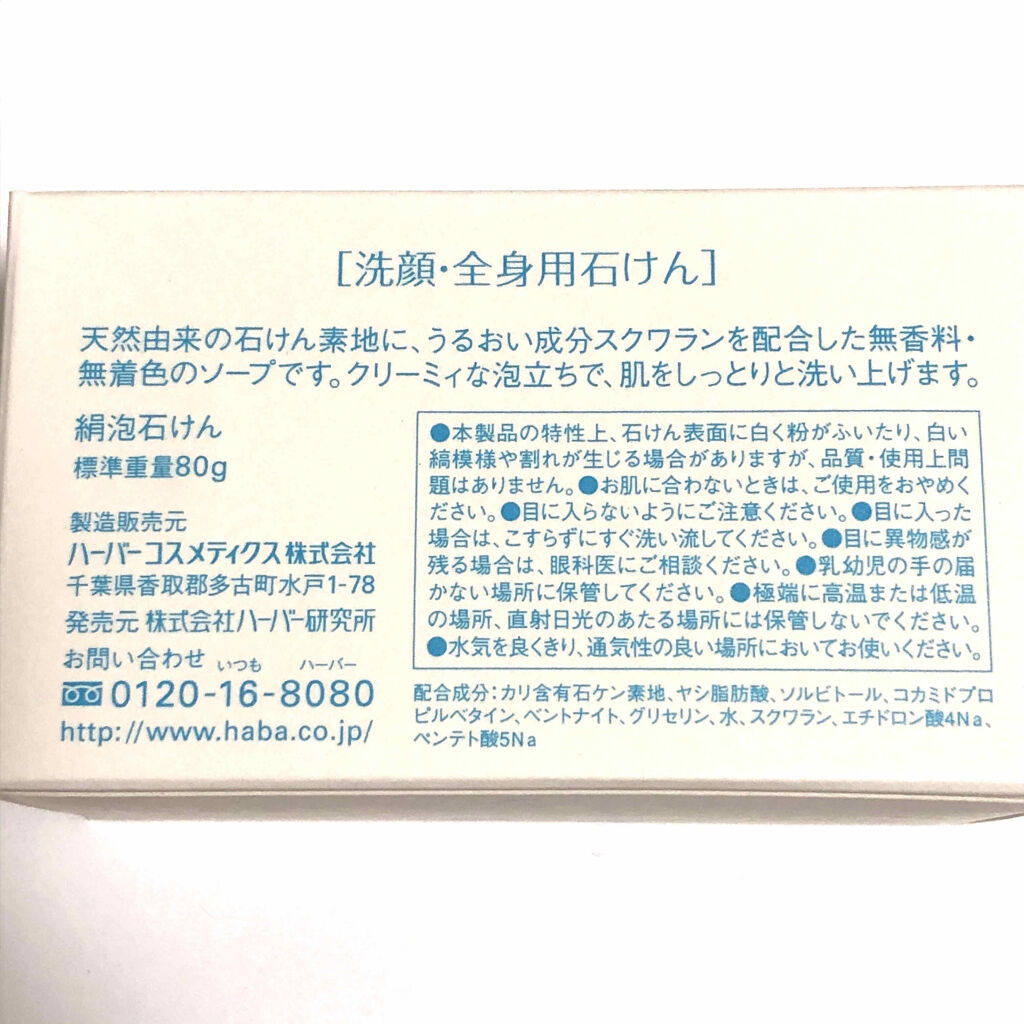 [洗顔・全身用石けん]
天然由来の石けん素地に、うるおい成分スクワランを配合した無香料・
無着色のソープです。クリーミィな泡立ちで、肌をしっとりと洗い上げます。
絹泡石けん
標準重量80g
製造販売元
ハーバーコスメティクス株式会社
千葉県香取郡多古町水戸1-78
発売元 株式会社ハーバー研究所
お問い合わせ いつも ハーバー
0120-16-8080
http://www.haba.co.jp/
●本製品の特性上、石けん表面に白く粉がふいたり、白い
縞模様や割れが生じる場合がありますが、品質・使用上問
題はありません。●お肌に合わないときは、ご使用をおやめく
ださい。●目に入らないようにご注意ください。●目に入った
場合は、こすらずにすぐ洗い流してください。●目に異物感が
残る場合は、眼科医にご相談ください。●乳幼児の手の届
かない場所に保管してください。●極端に高温または低温
の場所、直射日光のあたる場所には保管しないでください。
●水気を良くきり、通気性の良い場所においてお使いください。
配合成分：カリ含有石ケン素地、ヤシ脂肪酸、ソルビトール、コカミドプロ
ピルベタイン、ベントナイト、グリセリン、水、スクワラン、エチドロン酸4Na、
ペンテト酸5Na